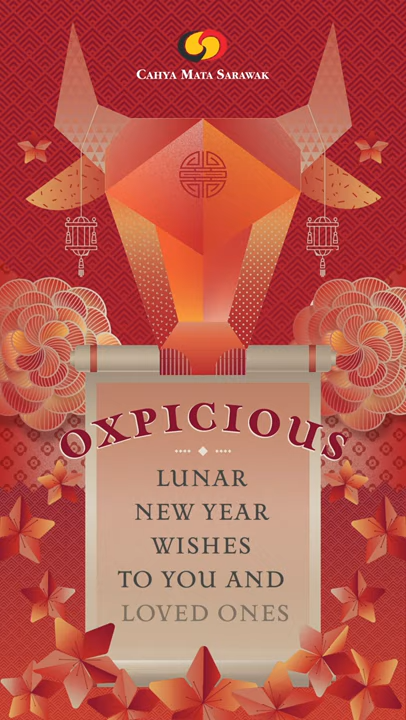 CAHYA MATA SARAWAK
OXPICIOUS
LUNAR
NEW YEAR
WISHES
TO YOU AND
LOVED ONES